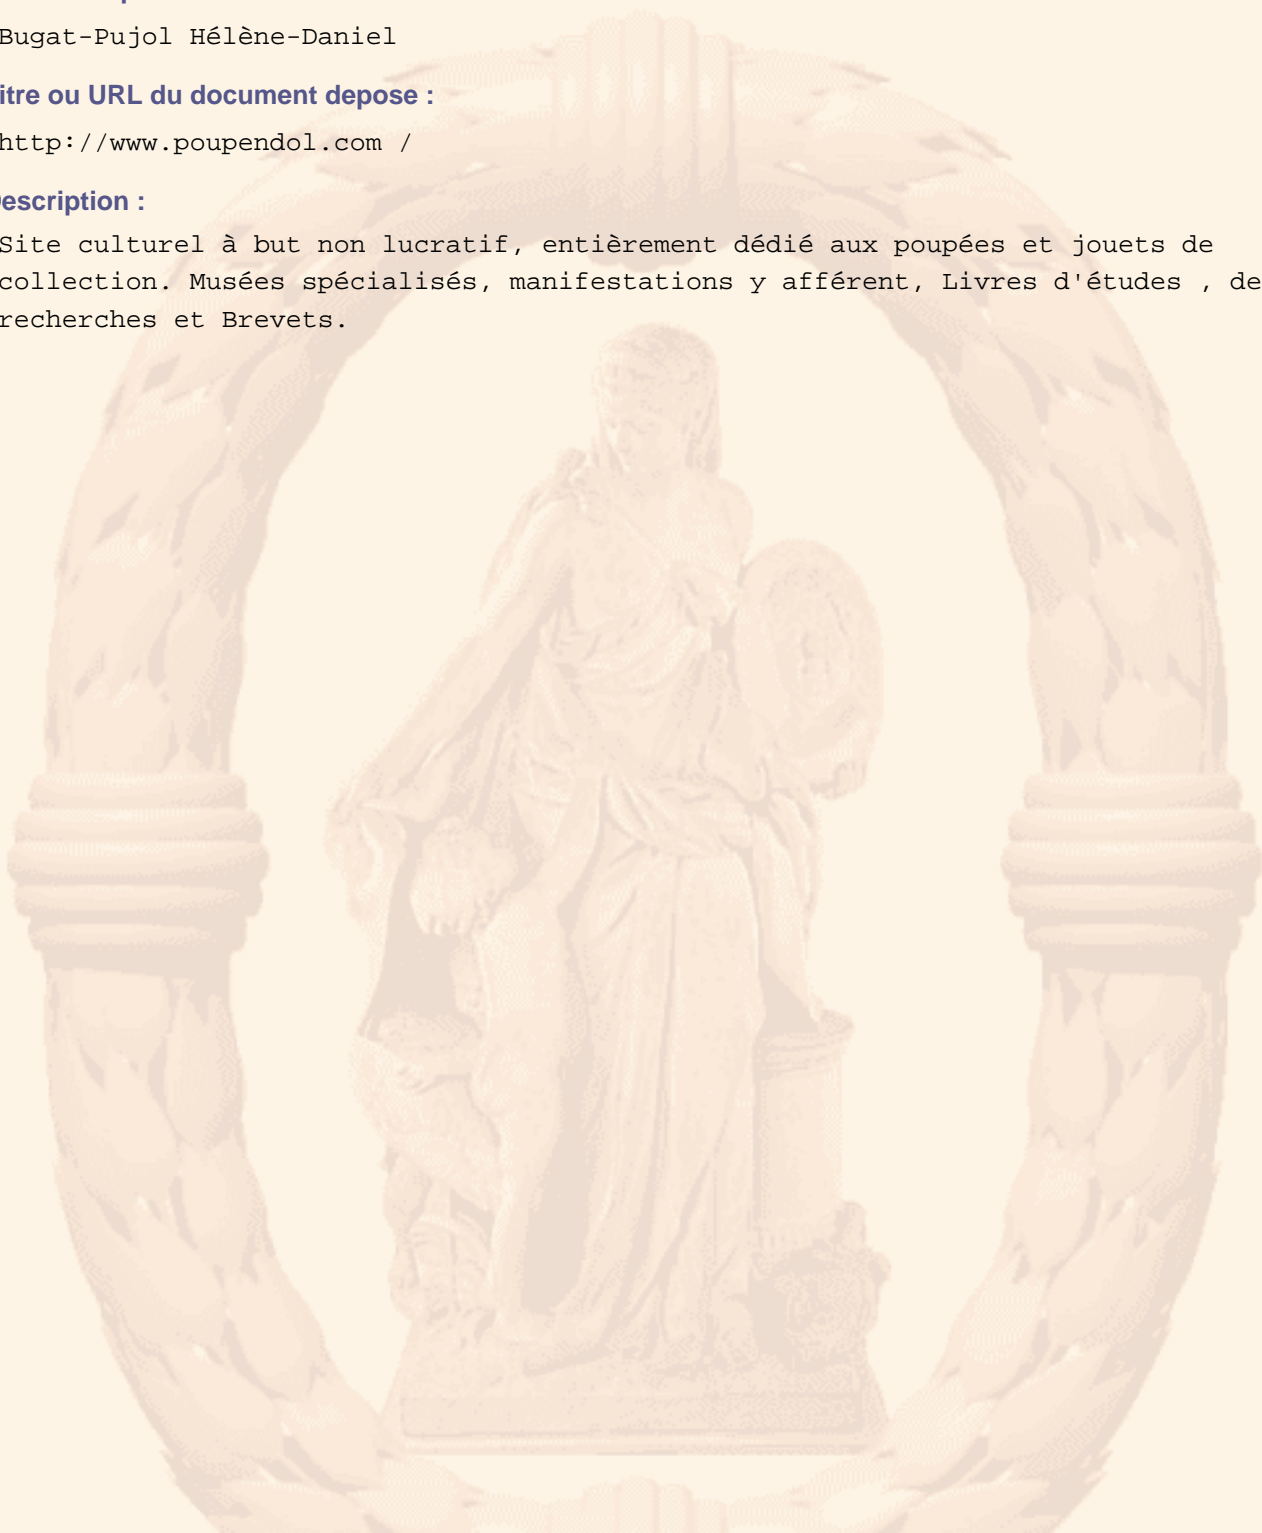 Bugat-Pujol Hélène-Daniel
itre ou URL du document depose :
http://www.poupendol.com /
escription :
Site culturel à but non lucratif, entièrement dédié aux poupées et jouets de
collection. Musées spécialisés, manifestations y afférent, Livres d'études , de
recherches et Brevets.